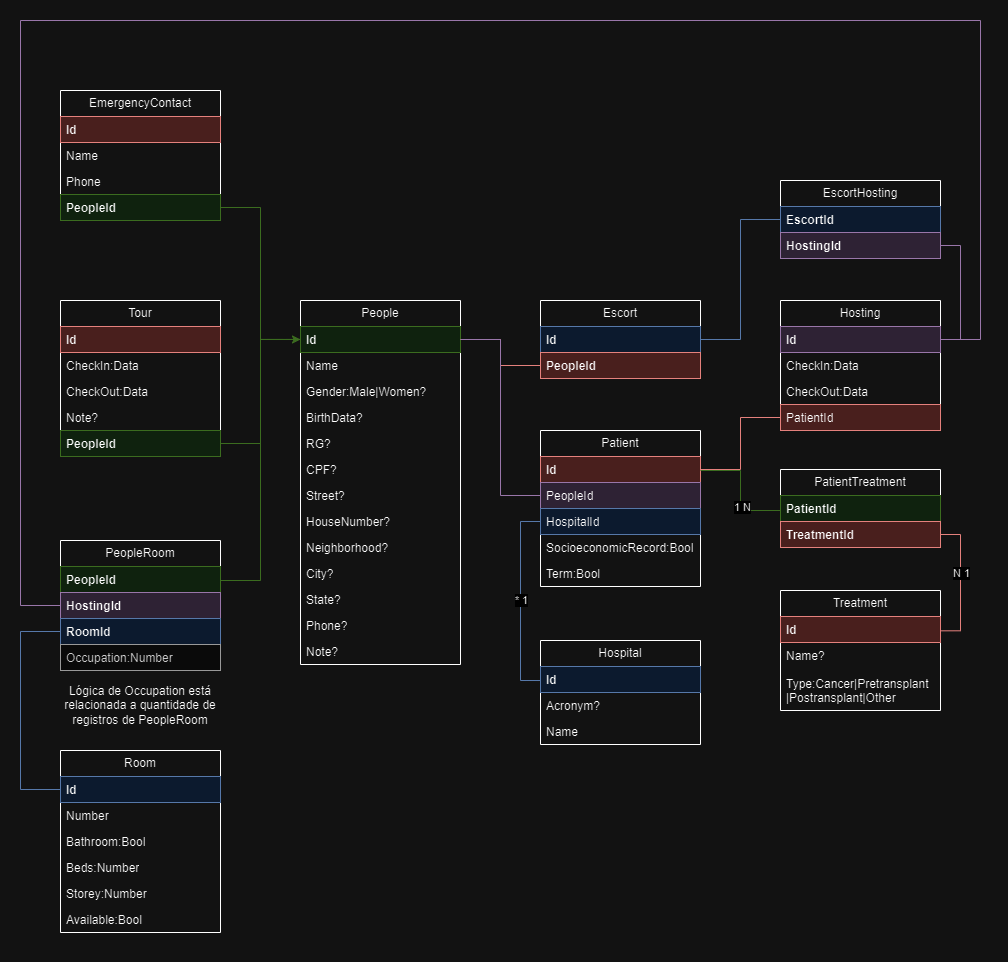 EmergencyContact
Id
Name
Phone
PeopleId
Tour
Id
CheckIn:Data
CheckOut:Data
Note?
PeopleId
PeopleRoom
PeopleId
HostingId
RoomId
Occupation:Number
Lógica de Occupation está
relacionada a quantidade de
registros de PeopleRoom
Room
Id
Number
Bathroom:Bool
Beds:Number
Storey:Number
Available:Bool
People
Id
Name
Gender:Male|Women?
BirthData?
RG?
CPF?
Street?
HouseNumber?
Neighborhood?
City?
State?
Phone?
Note?
Escort
Id
PeopleId
Patient
Id
PeopleId
HospitalId
SocioeconomicRecord:Bool
Term:Bool
* 1
Hospital
Id
Acronym?
Name
EscortHosting
EscortId
HostingId
Hosting
Id
CheckIn:Data
CheckOut:Data
PatientId
PatientTreatment
PatientId
TreatmentId
1 N
N 1
Treatment
Id
Name?
Type:Cancer|Pretransplant
|Postransplant|Other